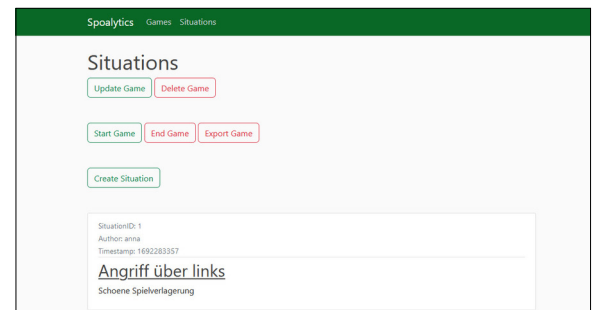 Spoalytics Games Situations
Situations
Update Game Delete Game
Start Game End Game Export Game
Create Situation
SituationID: 1
Author: anna
Timestamp: 1692283357
Angriff über links
Schoene Spielverlagerung